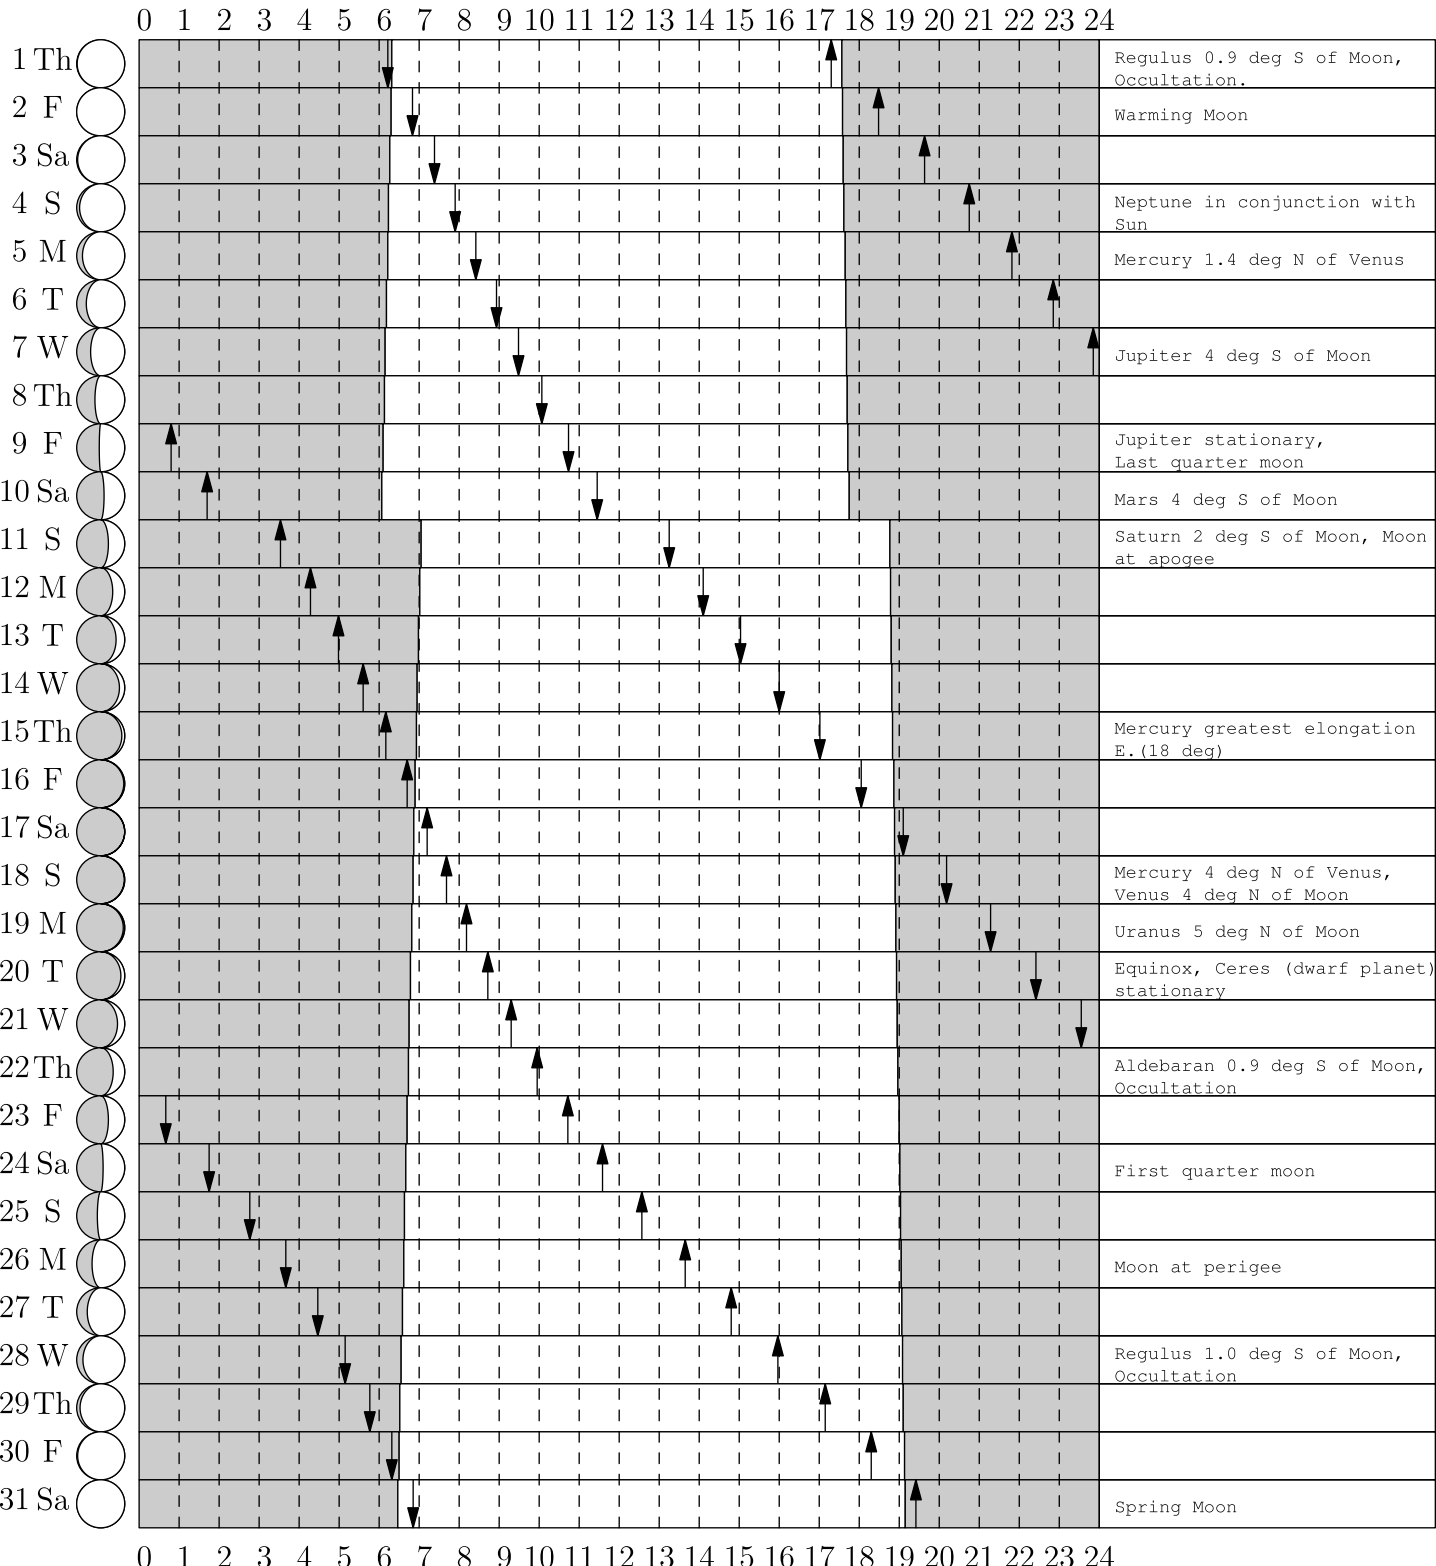 0 1 2 3 4 5 6 7 8 9 10 11 12 13 14 15 16 17 18 19 20 21 22 23 24
1 Th Regulus 0.9 deg S of Moon,
Occultation.
2 F Warming Moon
3 Sa
4 S Neptune in conjunction with
Sun
5 M Mercury 1.4 deg N of Venus
6 T
7 W Jupiter 4 deg S of Moon
8 Th
9 F Jupiter stationary,
Last quarter moon
10 Sa Mars 4 deg S of Moon
11 S Saturn 2 deg S of Moon, Moon
at apogee
12 M
13 T
14 W
15 Th Mercury greatest elongation
E.(18 deg)
16 F
17 Sa
18 S Mercury 4 deg N of Venus,
Venus 4 deg N of Moon
19 M Uranus 5 deg N of Moon
20 T Equinox, Ceres (dwarf planet)
stationary
21 W
22 Th Aldebaran 0.9 deg S of Moon,
Occultation
23 F
24 Sa First quarter moon
25 S
26 M Moon at perigee
27 T
28 W Regulus 1.0 deg S of Moon,
Occultation
29 Th
30 F
31 Sa Spring Moon
0 1 2 3 4 5 6 7 8 9 10 11 12 13 14 15 16 17 18 19 20 21 22 23 24